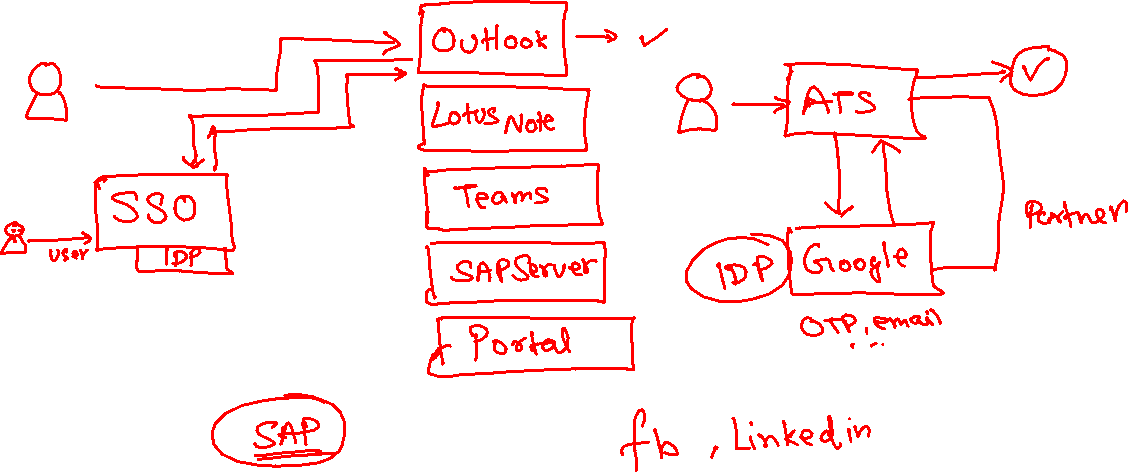 Outlook
Lotus Note
Teams
SAPServer
Portal
SSO
IDP
user
SAP
ATS
Partner
IDP
Google
OTP, email
fb, Linkedin